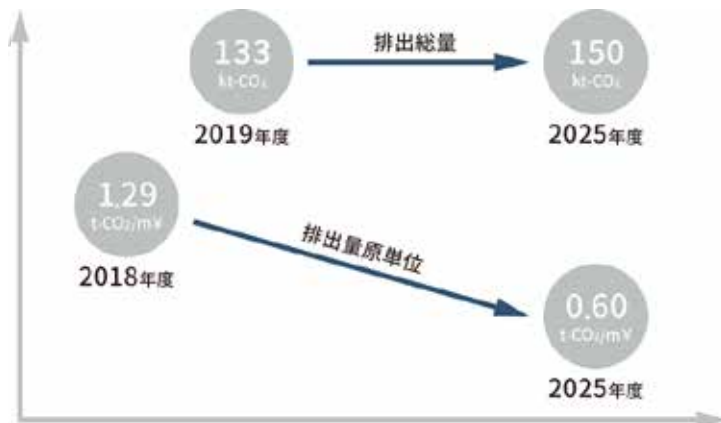 133
kt-CO₂
2019年度
排出総量
150
kt-CO₂
2025年度
1.29
t-CO₂/m¥
2018年度
排出量原単位
0.60
t-CO₂/m¥
2025年度